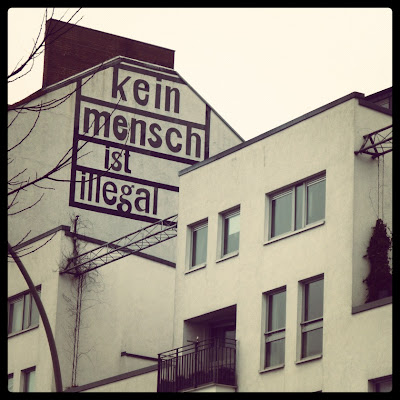 kein
mensch
ist
illegal